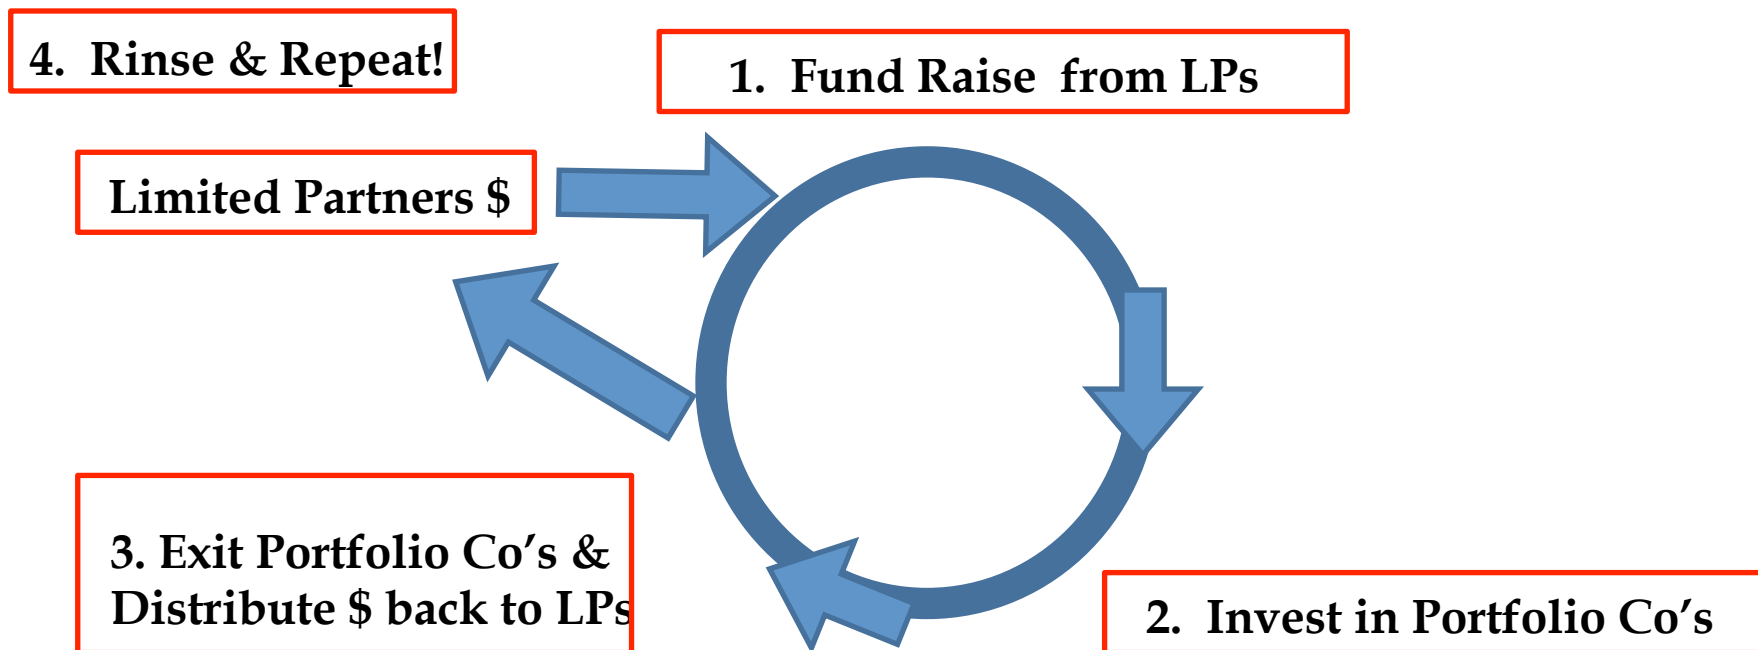 4. Rinse & Repeat!
1. Fund Raise from LPs
Limited Partners $
3. Exit Portfolio Co’s &
Distribute $ back to LPs
2. Invest in Portfolio Co’s